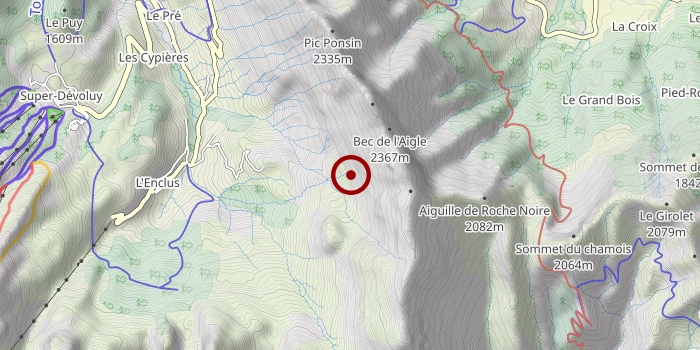 To
Le Puy
1609m
Le Pré
Pic Ponsin
2335m
La Croix
Le
Les Cypières
Super-Dévoluy
Le Grand Bois
Pied-Ro
Bec de l'Aigle
2367m
L'Enclus
Sommet de
1842
Aiguille de Roche Noire
2082m
Le Girolet
2079m
Sommet du chamois
2064m